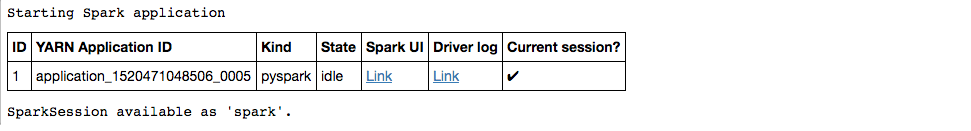 Starting Spark application
ID YARN Application ID Kind State Spark UI Driver log Current session?
1 application_1520471048506_0005 pyspark idle Link Link ✔
SparkSession available as 'spark'.